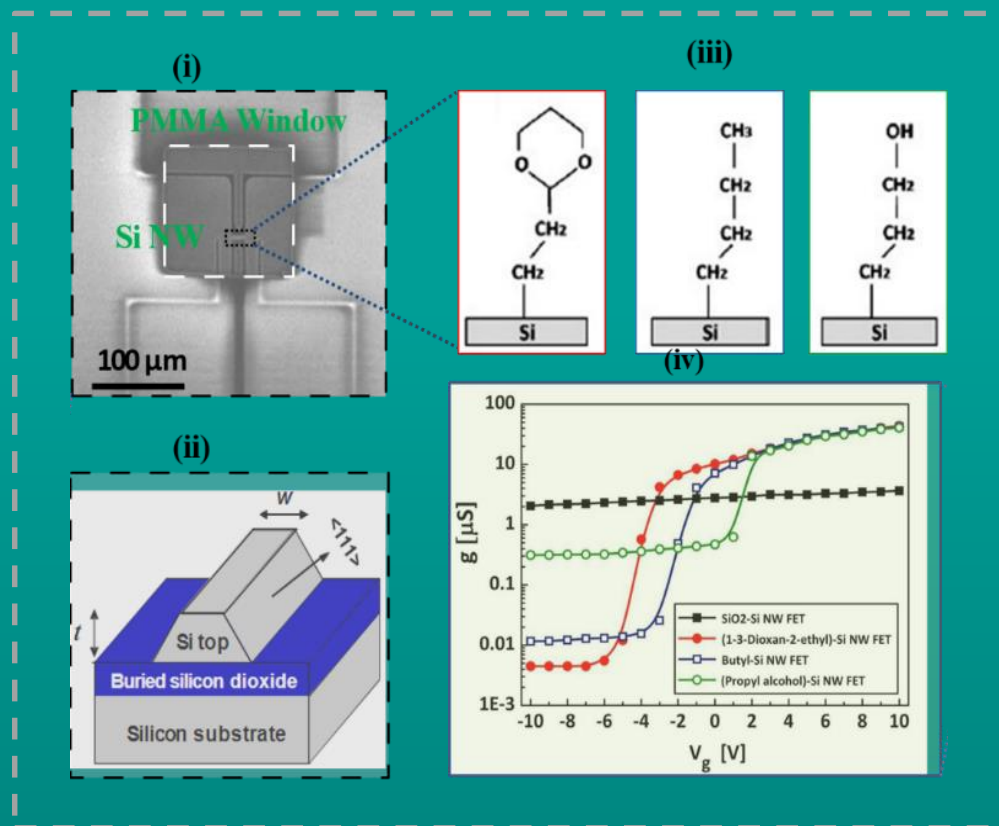 (i)
PMMA Window
Si NW
100 µm
(ii)
w
<111>
t
Si top
Buried silicon dioxide
Silicon substrate
(iii)
O
O
CH₂
CH₂
Si
CH₃
CH₂
CH₂
CH₂
Si
OH
CH₂
CH₂
CH₂
Si
(iv)
100
10
1
0.1
0.01
1E-3
g [µS]
SiO2-Si NW FET
(1-3-Dioxan-2-ethyl)-Si NW FET
Butyl-Si NW FET
(Propyl alcohol)-Si NW FET
-10 -8 -6 -4 -2 0 2 4 6 8 10
Vg [V]